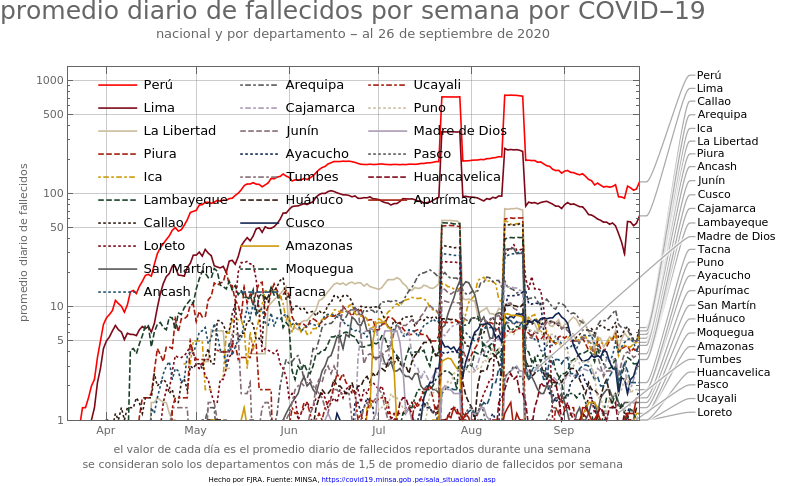 promedio diario de fallecidos por semana por COVID−19
nacional y por departamento − al 26 de septiembre de 2020
promedio diario de fallecidos
1000
500
100
50
10
5
1
Apr May Jun Jul Aug Sep
Perú
Lima
La Libertad
Piura
Ica
Lambayeque
Callao
Loreto
San Martín
Ancash
Arequipa
Cajamarca
Junín
Ayacucho
Tumbes
Huánuco
Cusco
Amazonas
Moquegua
Tacna
Ucayali
Puno
Madre de Dios
Pasco
Huancavelica
Apurímac
Perú
Lima
Callao
Arequipa
Ica
La Libertad
Piura
Ancash
Junín
Cusco
Cajamarca
Lambayeque
Madre de Dios
Tacna
Puno
Ayacucho
Apurímac
San Martín
Huánuco
Moquegua
Amazonas
Tumbes
Huancavelica
Pasco
Ucayali
Loreto
el valor de cada día es el promedio diario de fallecidos reportados durante una semana
se consideran solo los departamentos con más de 1,5 de promedio diario de fallecidos por semana
Hecho por FJRA. Fuente: MINSA, https://covid19.minsa.gob.pe/sala_situacional.asp